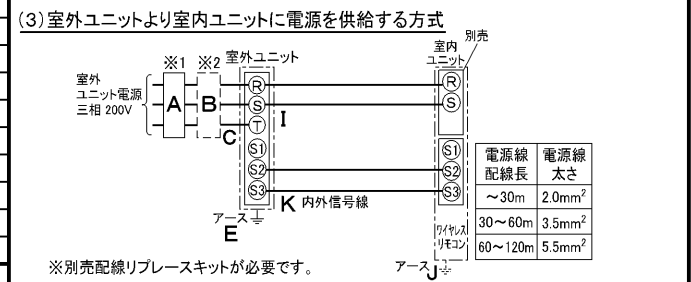 (3)室外ユニットより室内ユニットに電源を供給する方式
※1 ※2 室外ユニット
室内
ユニット
別売
室外
ユニット電源
三相 200V
A
B
C
R
S
T
S1
S2
S3
I
K 内外信号線
アース
E
R
S
S1
S2
S3
ワイヤレス
リモコン
アース J
電源線
配線長
電源線
太さ
～30m 2.0mm²
30～60m 3.5mm²
60～120m 5.5mm²
※別売配線リプレースキットが必要です。